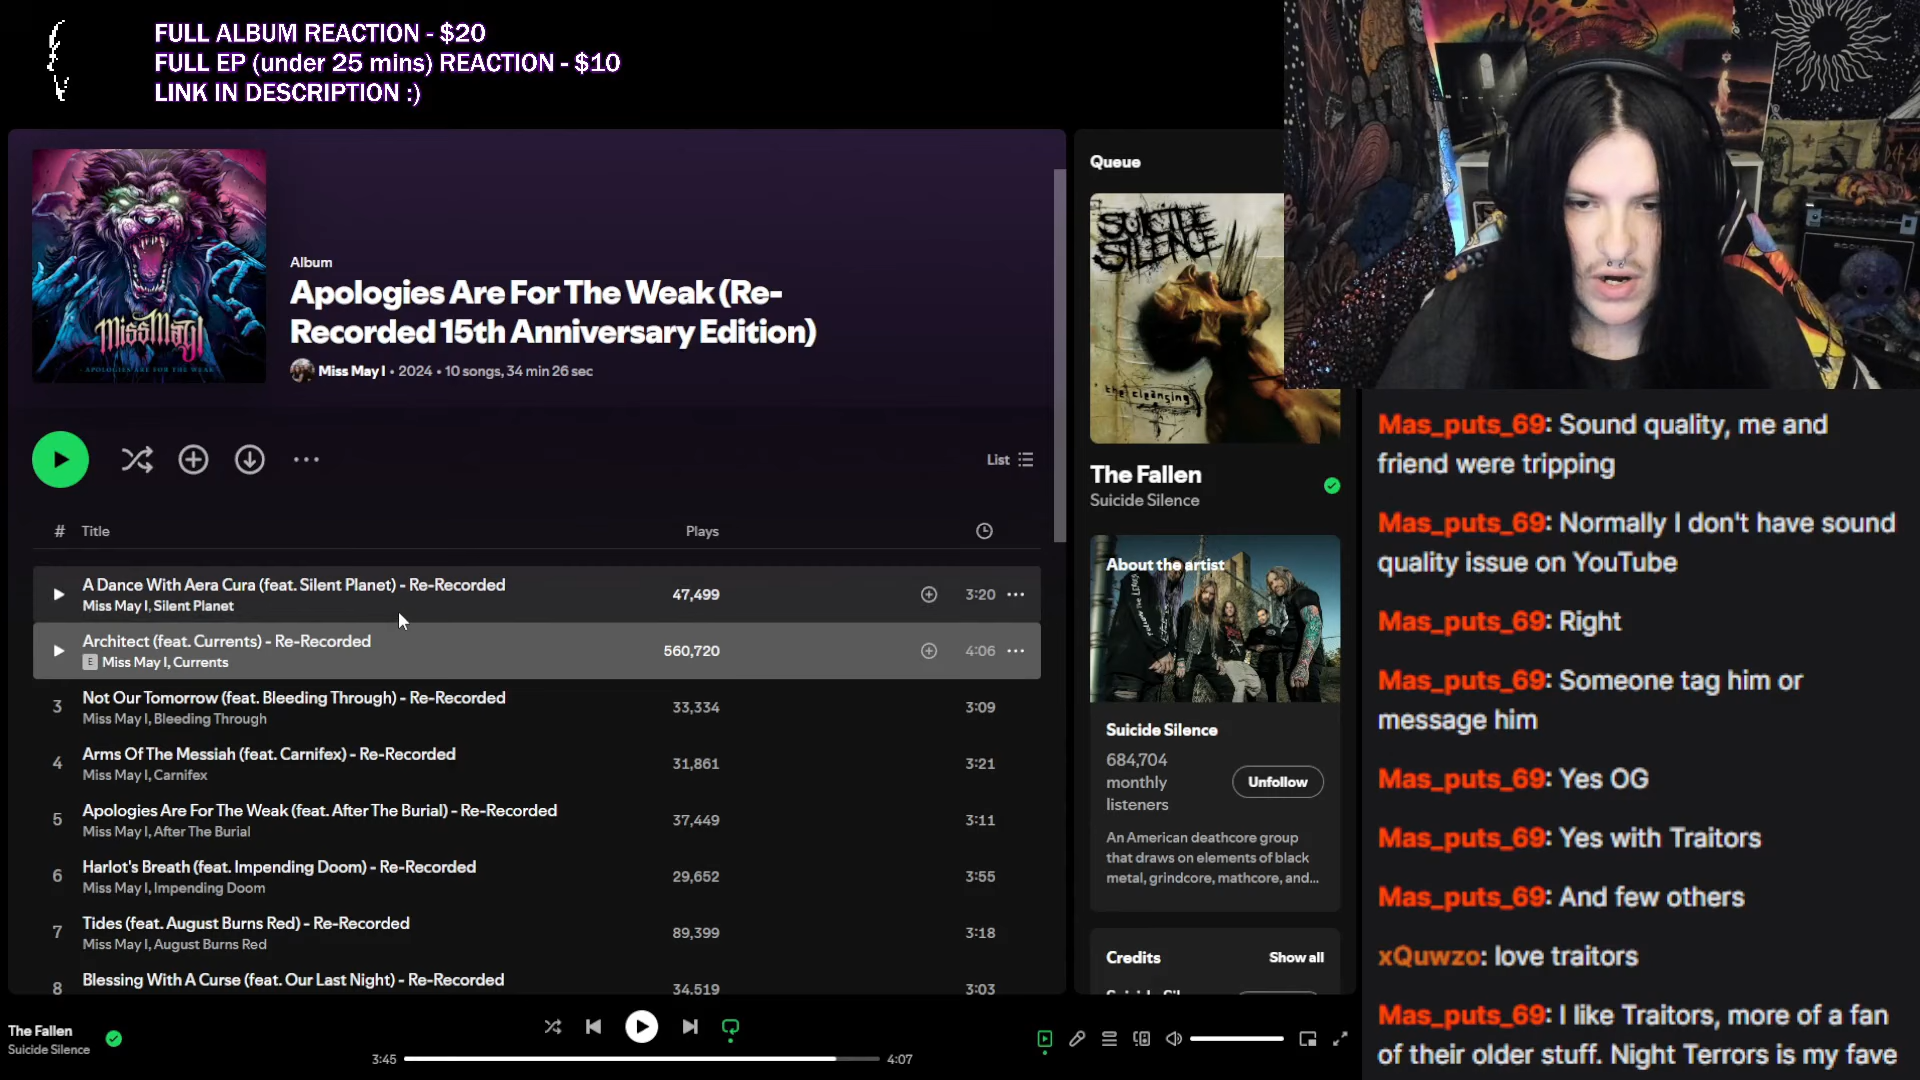 FULL ALBUM REACTION - $20
FULL EP (under 25 mins) REACTION - $10
LINK IN DESCRIPTION :)
MISS MAY I
- APOLOGIES ARE FOR THE WEAK -
Album
Apologies Are For The Weak (Re-
Recorded 15th Anniversary Edition)
Miss May I • 2024 • 10 songs, 34 min 26 sec
List
# Title Plays
A Dance With Aera Cura (feat. Silent Planet) - Re-Recorded
Miss May I, Silent Planet
47,499 3:20
Architect (feat. Currents) - Re-Recorded
E Miss May I, Currents
560,720 4:06
3 Not Our Tomorrow (feat. Bleeding Through) - Re-Recorded
Miss May I, Bleeding Through
33,334 3:09
4 Arms Of The Messiah (feat. Carnifex) - Re-Recorded
Miss May I, Carnifex
31,861 3:21
5 Apologies Are For The Weak (feat. After The Burial) - Re-Recorded
Miss May I, After The Burial
37,449 3:11
6 Harlot's Breath (feat. Impending Doom) - Re-Recorded
Miss May I, Impending Doom
29,652 3:55
7 Tides (feat. August Burns Red) - Re-Recorded
Miss May I, August Burns Red
89,399 3:18
8 Blessing With A Curse (feat. Our Last Night) - Re-Recorded
34,519 3:03
Queue
SUICIDE
SILENCE
the cleansing
The Fallen
Suicide Silence
About the artist
Suicide Silence
684,704
monthly
listeners
Unfollow
An American deathcore group
that draws on elements of black
metal, grindcore, mathcore, and...
Credits Show all
The Fallen
Suicide Silence
3:45 4:07
Mas_puts_69: Sound quality, me and
friend were tripping
Mas_puts_69: Normally I don't have sound
quality issue on YouTube
Mas_puts_69: Right
Mas_puts_69: Someone tag him or
message him
Mas_puts_69: Yes OG
Mas_puts_69: Yes with Traitors
Mas_puts_69: And few others
xQuwzo: love traitors
Mas_puts_69: I like Traitors, more of a fan
of their older stuff. Night Terrors is my fave